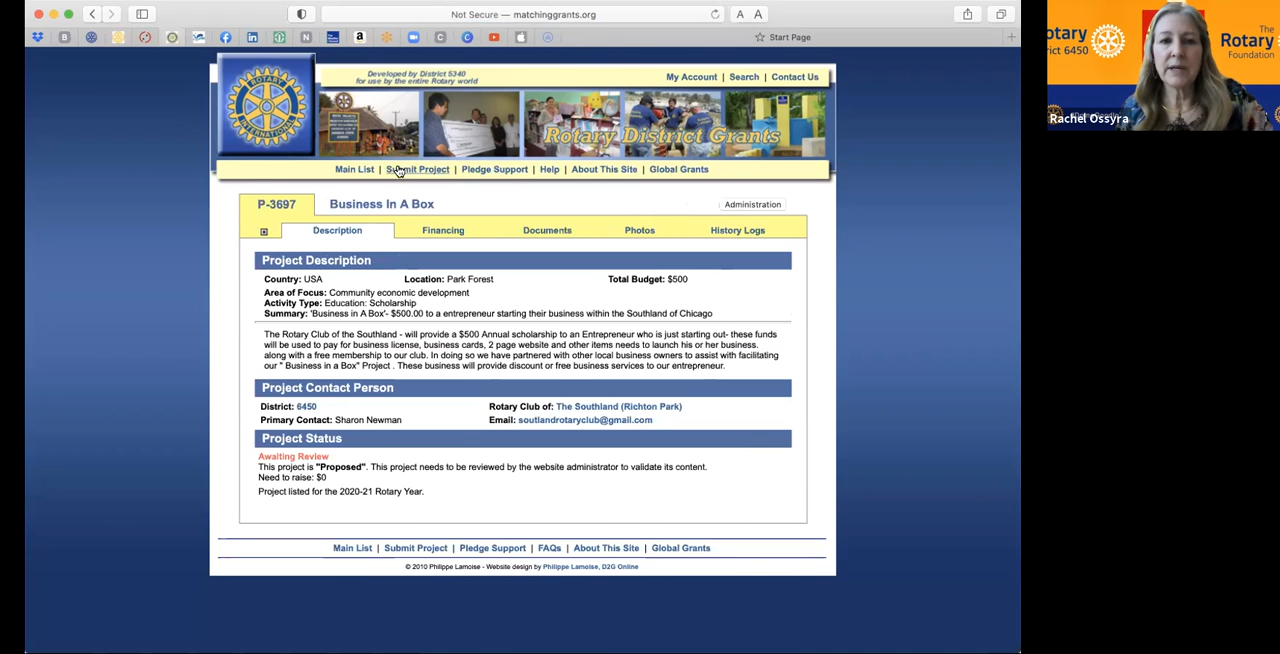 Not Secure — matchinggrants.org
A A
Start Page
Developed by District 5340
for use by the entire Rotary world
My Account | Search | Contact Us
ROTARY INTERNATIONAL
Rotary District Grants
Main List | Submit Project | Pledge Support | Help | About This Site | Global Grants
P-3697 Business In A Box Administration
Description Financing Documents Photos History Logs
Project Description
Country: USA Location: Park Forest Total Budget: $500
Area of Focus: Community economic development
Activity Type: Education: Scholarship
Summary: 'Business in A Box'- $500.00 to a entrepreneur starting their business within the Southland of Chicago
The Rotary Club of the Southland - will provide a $500 Annual scholarship to an Entrepreneur who is just starting out- these funds
will be used to pay for business license, business cards, 2 page website and other items needs to launch his or her business.
along with a free membership to our club. In doing so we have partnered with other local business owners to assist with facilitating
our " Business in a Box" Project . These business will provide discount or free business services to our entrepreneur.
Project Contact Person
District: 6450 Rotary Club of: The Southland (Richton Park)
Primary Contact: Sharon Newman Email: soutlandrotaryclub@gmail.com
Project Status
Awaiting Review
This project is "Proposed". This project needs to be reviewed by the website administrator to validate its content.
Need to raise: $0
Project listed for the 2020-21 Rotary Year.
Main List | Submit Project | Pledge Support | FAQs | About This Site | Global Grants
© 2010 Philippe Lamoise - Website design by Philippe Lamoise, D2G Online
otary
rict 6450
The
Rotary
Foundation
Rachel Ossyra